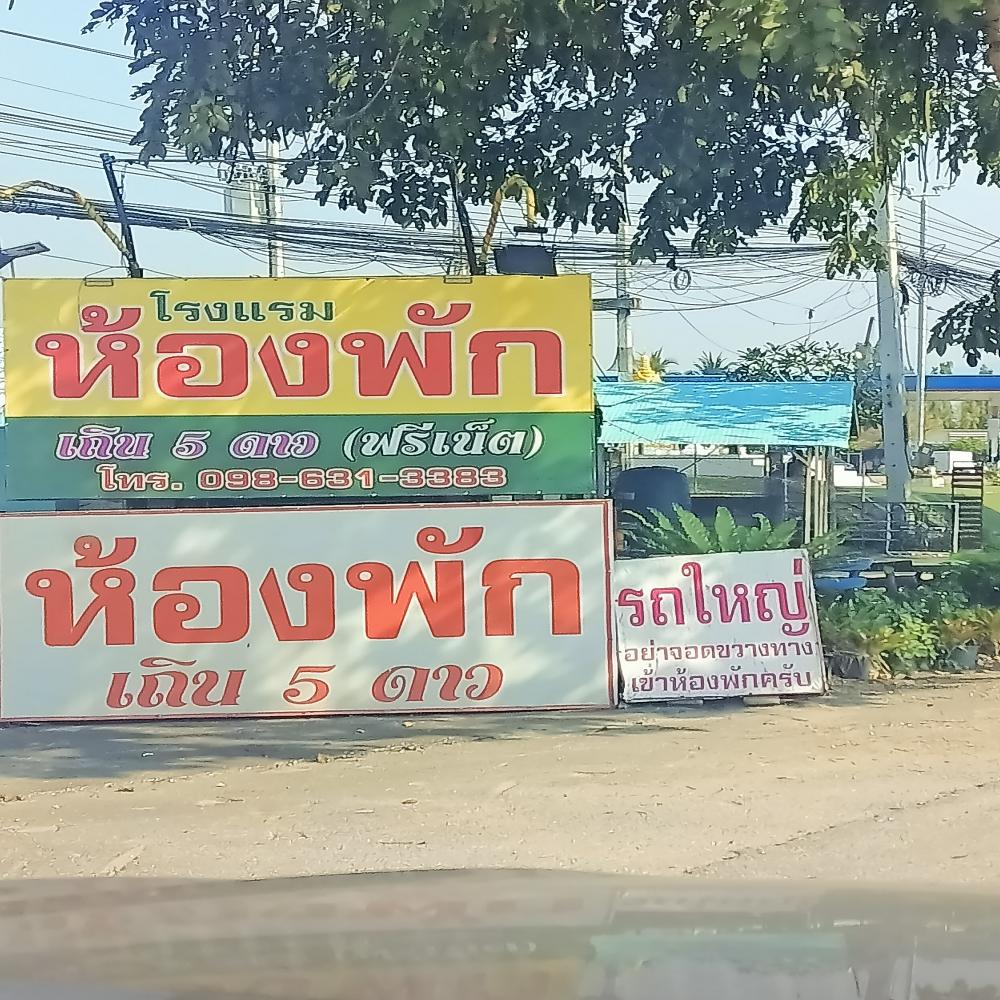 โรงแรม
ห้องพัก
เถิน 5 ดาว (ฟรีเน็ต)
โทร. 098-631-3383
ห้องพัก
เถิน 5 ดาว
รถใหญ่
อย่าจอดขวางทาง
เข้าห้องพักครับ